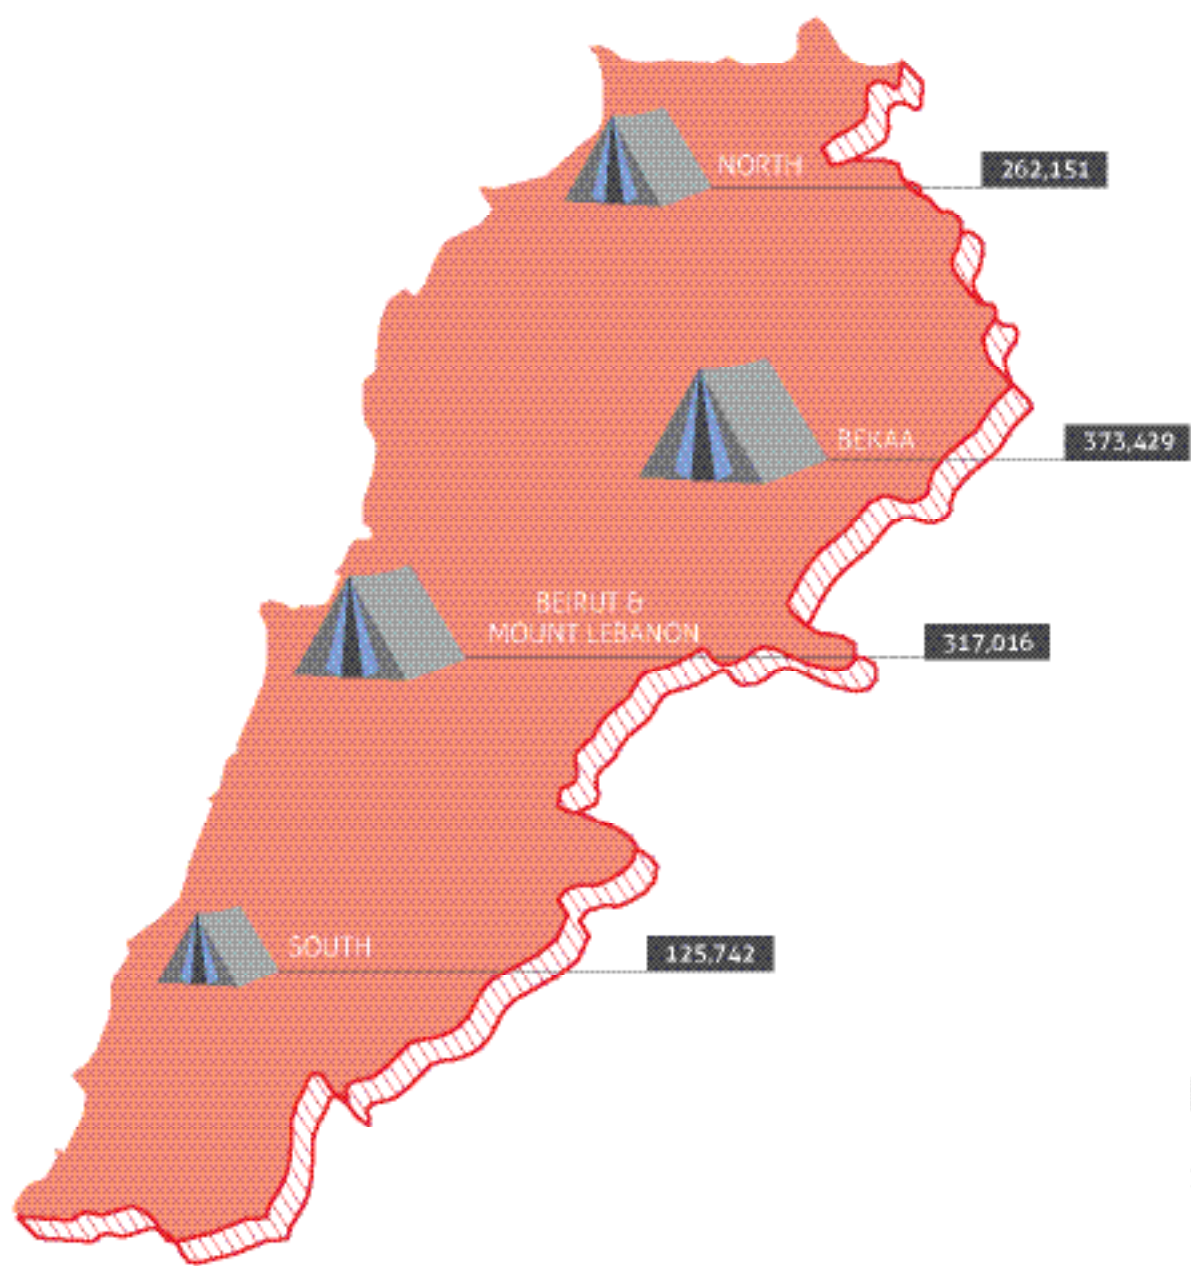 NORTH
262,151
BEKAA
373,429
BEIRUT &
MOUNT LEBANON
317,016
SOUTH
125,742